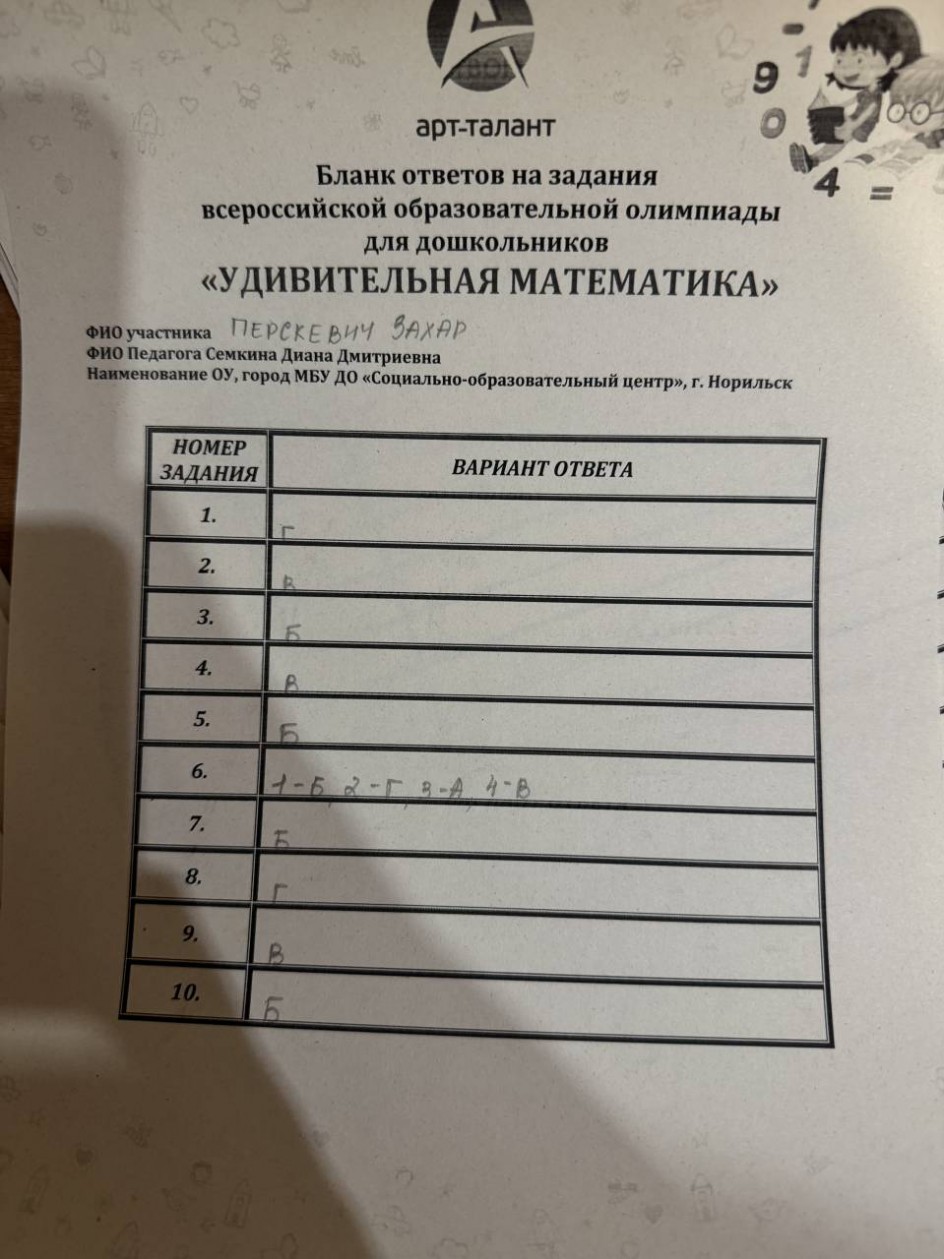 арт-талант
Бланк ответов на задания
всероссийской образовательной олимпиады
для дошкольников
«УДИВИТЕЛЬНАЯ МАТЕМАТИКА»
ФИО участника ПЕРСКЕВИЧ ЗАХАР
ФИО Педагога Семкина Диана Дмитриевна
Наименование ОУ, город МБУ ДО «Социально-образовательный центр», г. Норильск
НОМЕР ЗАДАНИЯ ВАРИАНТ ОТВЕТА
1. Г
2. В
3. Б
4. В
5. Б
6. 1-Б, 2-Г, 3-А, 4-В
7. Б
8. Г
9. В
10. Б